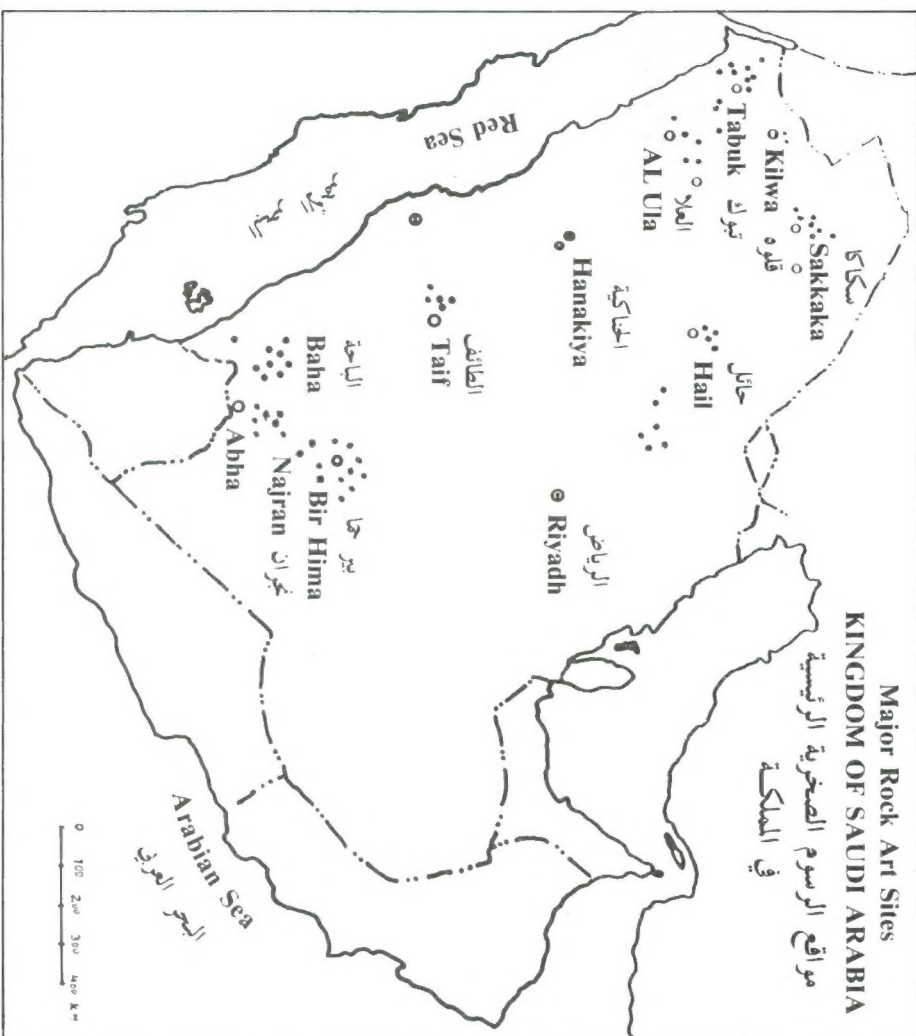 Major Rock Art Sites
KINGDOM OF SAUDI ARABIA
مواقع الرسوم الصخرية الرئيسية
في المملكة
سكاكا
Sakkaka
قلوه
Kilwa
تبوك
Tabuk
العلا
AL Ula
حائل
Hail
الحناكية
Hanakiya
الرياض
Riyadh
Red Sea
البحر الأحمر
الطائف
Taif
الباحة
Baha
بير حما
Bir Hima
نجران
Najran
Abha
Arabian Sea
البحر العربي
0 100 200 300 400 KM